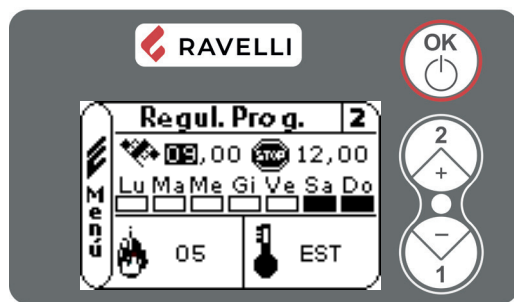 RAVELLI
OK
Regul. Prog. 2
09,00 STOP 12,00
Lu Ma Me Gi Ve Sa Do
Menú
05 EST
2
+
−
1